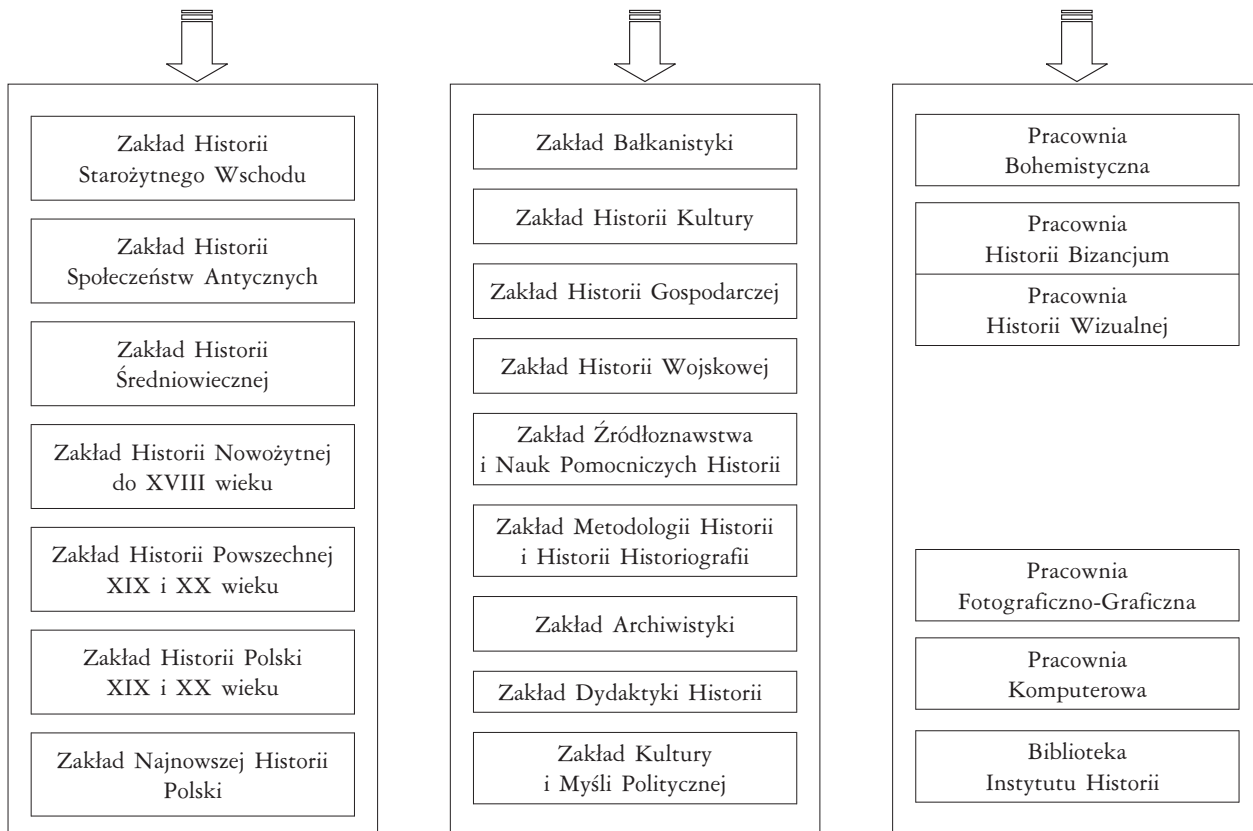 Zakład Historii
Starożytnego Wschodu
Zakład Historii
Społeczeństw Antycznych
Zakład Historii
Średniowiecznej
Zakład Historii Nowożytnej
do XVIII wieku
Zakład Historii Powszechnej
XIX i XX wieku
Zakład Historii Polski
XIX i XX wieku
Zakład Najnowszej Historii
Polski
Zakład Bałkanistyki
Zakład Historii Kultury
Zakład Historii Gospodarczej
Zakład Historii Wojskowej
Zakład Źródłoznawstwa
i Nauk Pomocniczych Historii
Zakład Metodologii Historii
i Historii Historiografii
Zakład Archiwistyki
Zakład Dydaktyki Historii
Zakład Kultury
i Myśli Politycznej
Pracownia
Bohemistyczna
Pracownia
Historii Bizancjum
Pracownia
Historii Wizualnej
Pracownia
Fotograficzno-Graficzna
Pracownia
Komputerowa
Biblioteka
Instytutu Historii